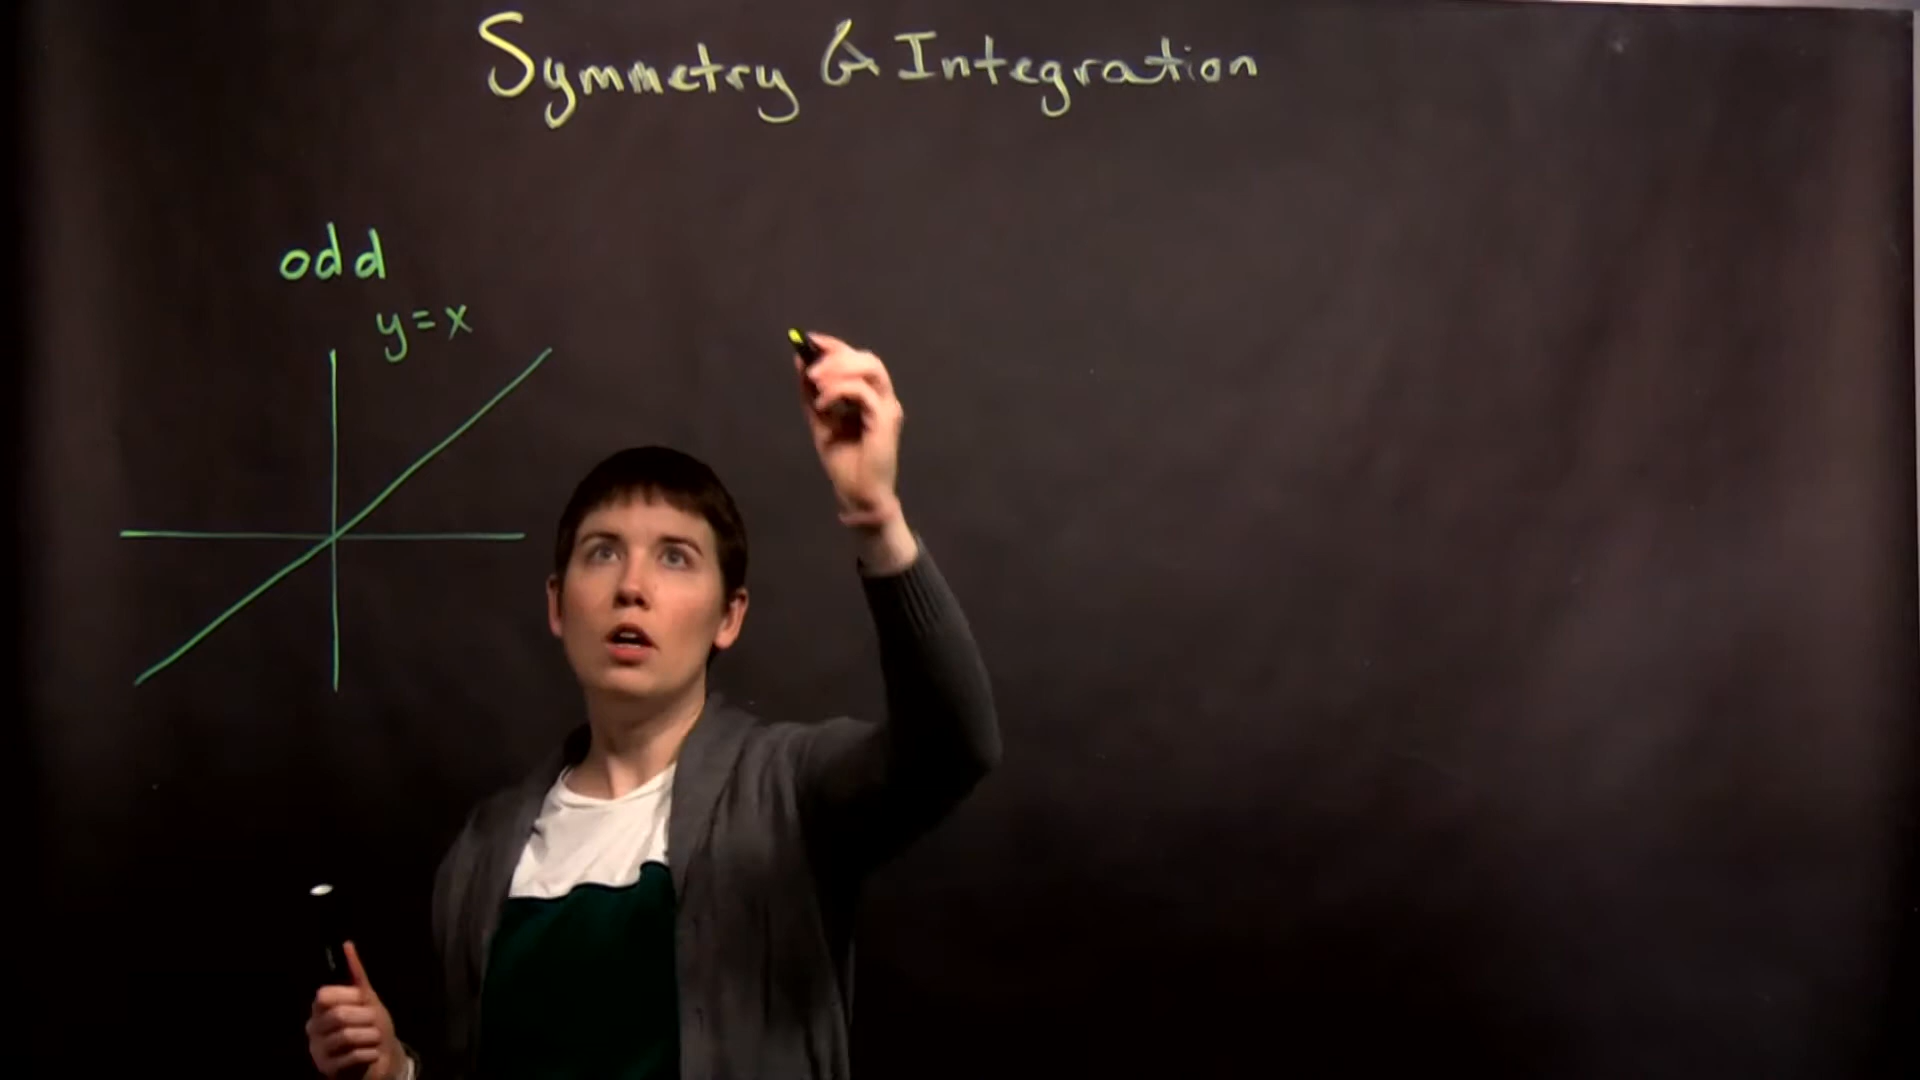 Symmetry & Integration
odd
y = x